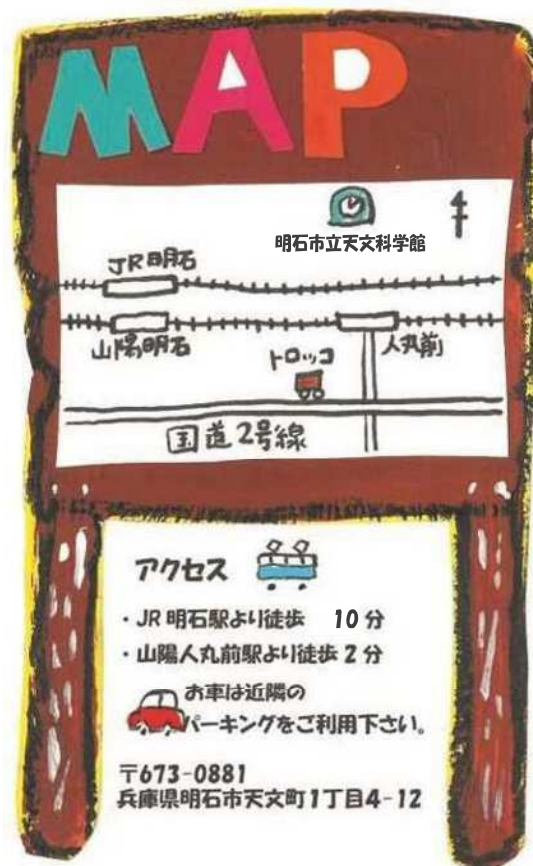 MAP
明石市立天文科学館
JR明石
山陽明石
人丸前
トロッコ
国道2号線
アクセス
・JR 明石駅より徒歩 10 分
・山陽人丸前駅より徒歩 2 分
お車は近隣の
パーキングをご利用下さい。
〒673-0881
兵庫県明石市天文町1丁目4-12